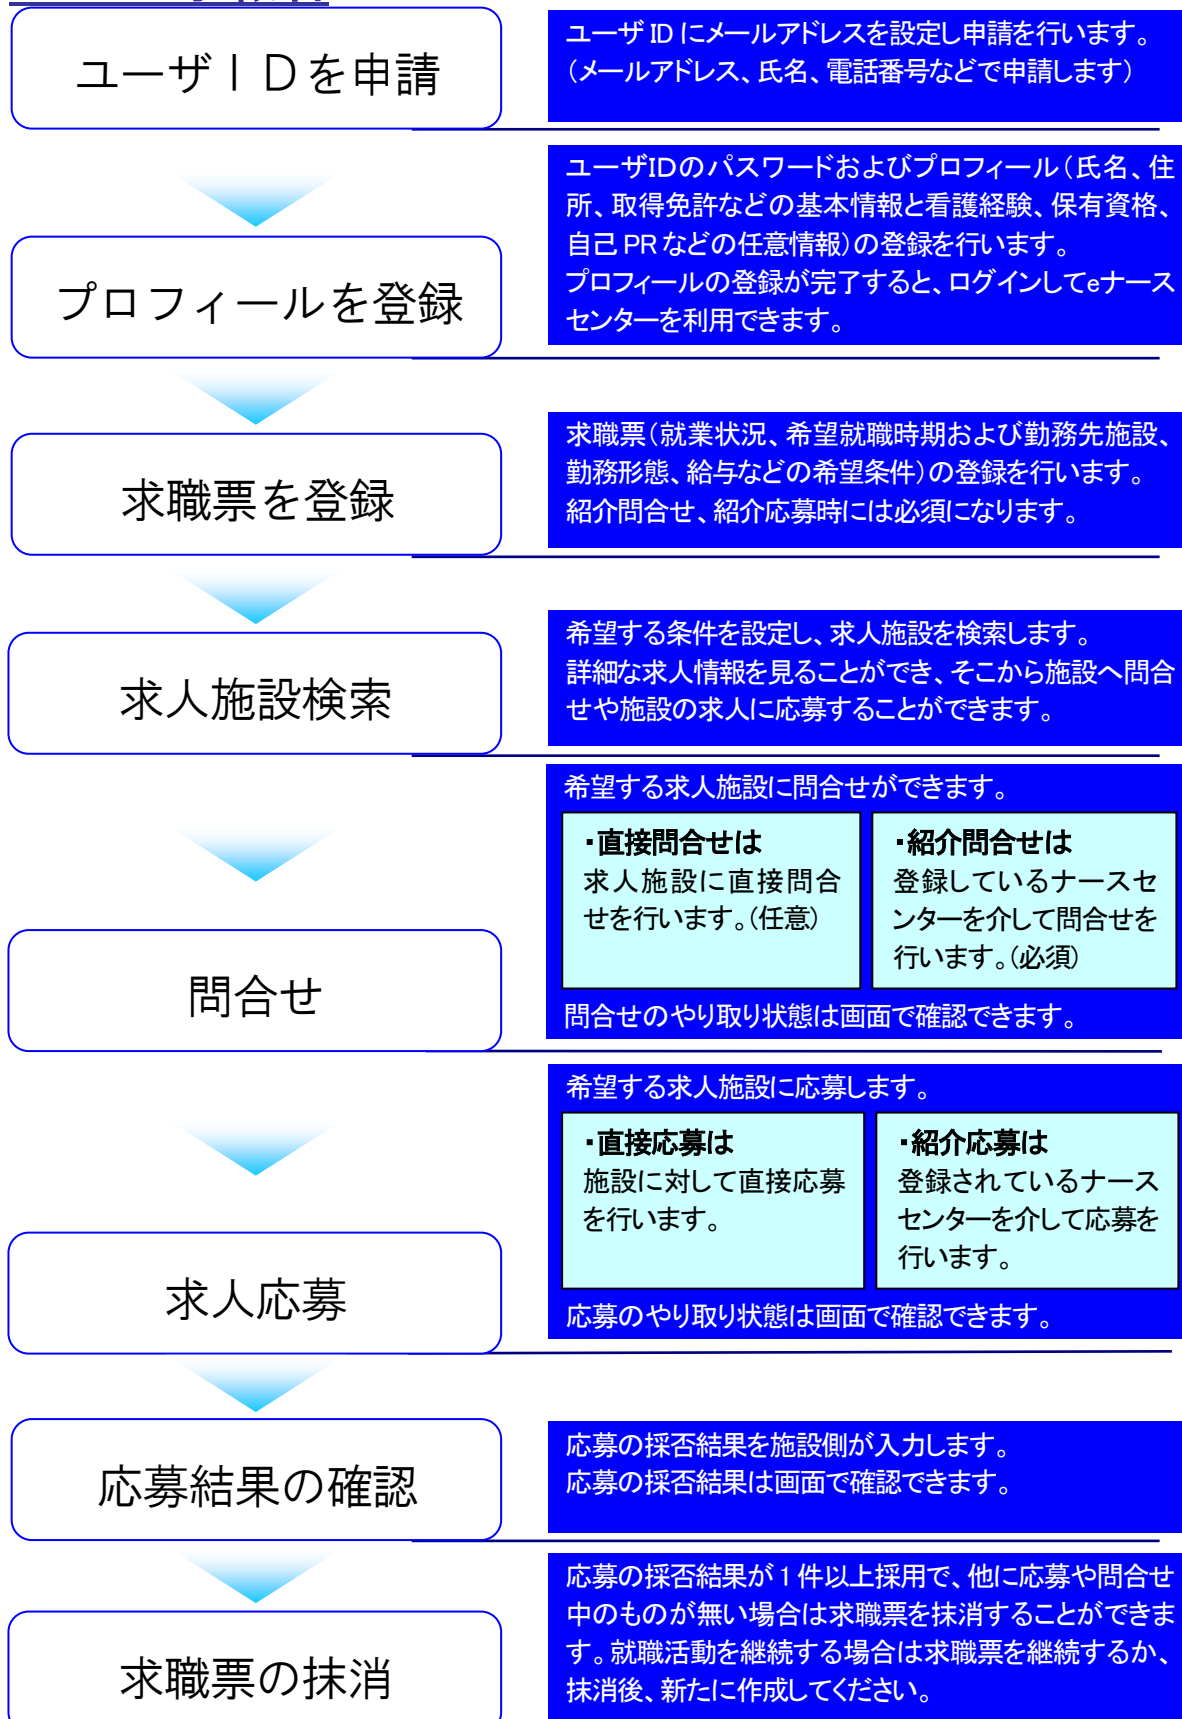 ユーザＩＤを申請
ユーザ ID にメールアドレスを設定し申請を行います。
（メールアドレス、氏名、電話番号などで申請します）
ユーザIDのパスワードおよびプロフィール（氏名、住
所、取得免許などの基本情報と看護経験、保有資格、
自己 PR などの任意情報）の登録を行います。
プロフィールの登録が完了すると、ログインしてeナース
センターを利用できます。
プロフィールを登録
求職票（就業状況、希望就職時期および勤務先施設、
勤務形態、給与などの希望条件）の登録を行います。
紹介問合せ、紹介応募時には必須になります。
求職票を登録
希望する条件を設定し、求人施設を検索します。
詳細な求人情報を見ることができ、そこから施設へ問合
せや施設の求人に応募することができます。
求人施設検索
希望する求人施設に問合せができます。
・直接問合せは
求人施設に直接問合
せを行います。（任意）
・紹介問合せは
登録しているナースセ
ンターを介して問合せを
行います。（必須）
問合せのやり取り状態は画面で確認できます。
問合せ
希望する求人施設に応募します。
・直接応募は
施設に対して直接応募
を行います。
・紹介応募は
登録されているナース
センターを介して応募を
行います。
応募のやり取り状態は画面で確認できます。
求人応募
応募の採否結果を施設側が入力します。
応募の採否結果は画面で確認できます。
応募結果の確認
応募の採否結果が 1 件以上採用で、他に応募や問合せ
中のものが無い場合は求職票を抹消することができま
す。就職活動を継続する場合は求職票を継続するか、
抹消後、新たに作成してください。
求職票の抹消